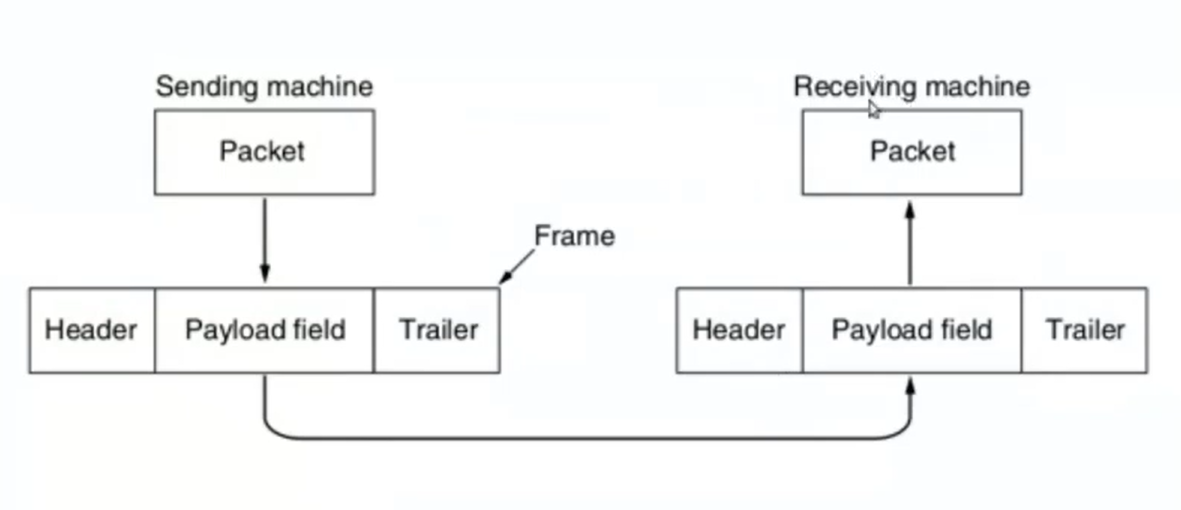 Sending machine
Receiving machine
Packet
Packet
Frame
Header
Payload field
Trailer
Header
Payload field
Trailer